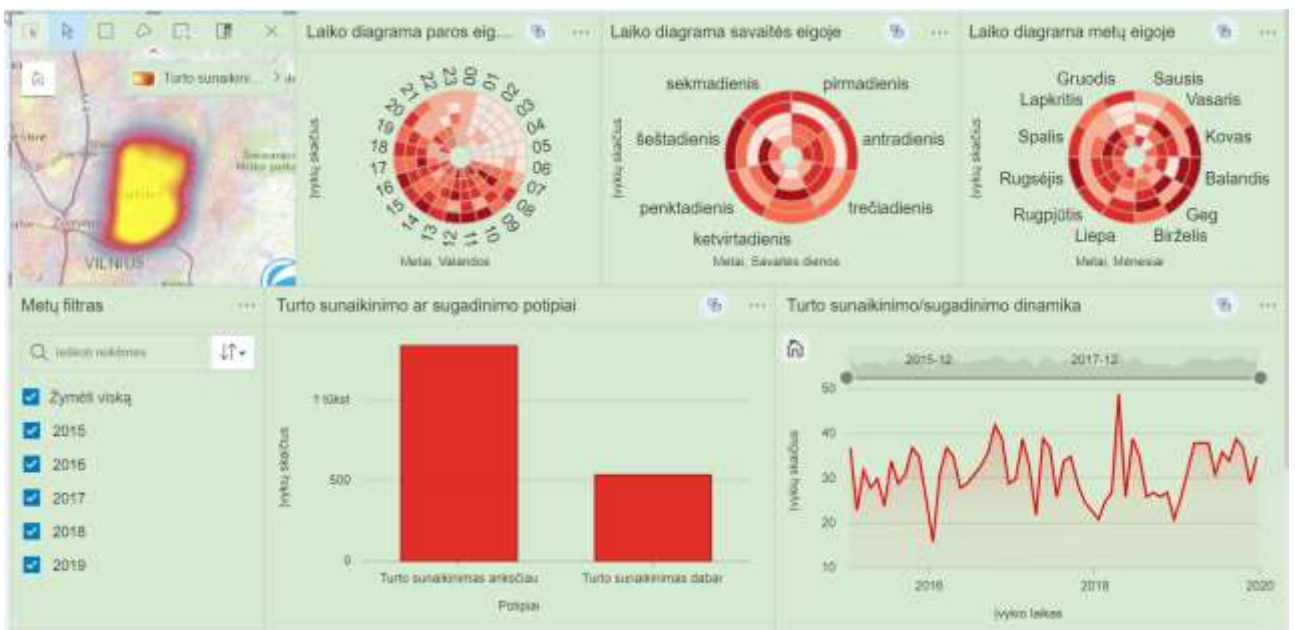 Laiko diagrama paros eig...
Laiko diagrama savaitės eigoje
Laiko diagrama metų eigoje
Turto sunaikini...
VILNIUS
Įvykių skaičius
00
01
02
03
04
05
06
07
08
09
10
11
12
13
14
15
16
17
18
19
20
21
22
23
Metai, Valandos
Įvykių skaičius
sekmadienis
pirmadienis
šeštadienis
antradienis
penktadienis
trečiadienis
ketvirtadienis
Metai, Savaitės dienos
Įvykių skaičius
Gruodis
Sausis
Lapkritis
Vasaris
Spalis
Kovas
Rugsėjis
Balandis
Rugpjūtis
Geg
Liepa
Birželis
Metai, Mėnesiai
Metų filtras
Ieškoti reikšmės
Žymėti viską
2015
2016
2017
2018
2019
Turto sunaikinimo ar sugadinimo potipiai
Įvykių skaičius
1 tūkst
500
0
Turto sunaikinimas anksčiau
Turto sunaikinimas dabar
Potipiai
Turto sunaikinimo/sugadinimo dinamika
2015-12
2017-12
Įvykių skaičius
50
40
30
20
10
2016
2018
2020
Įvykio laikas